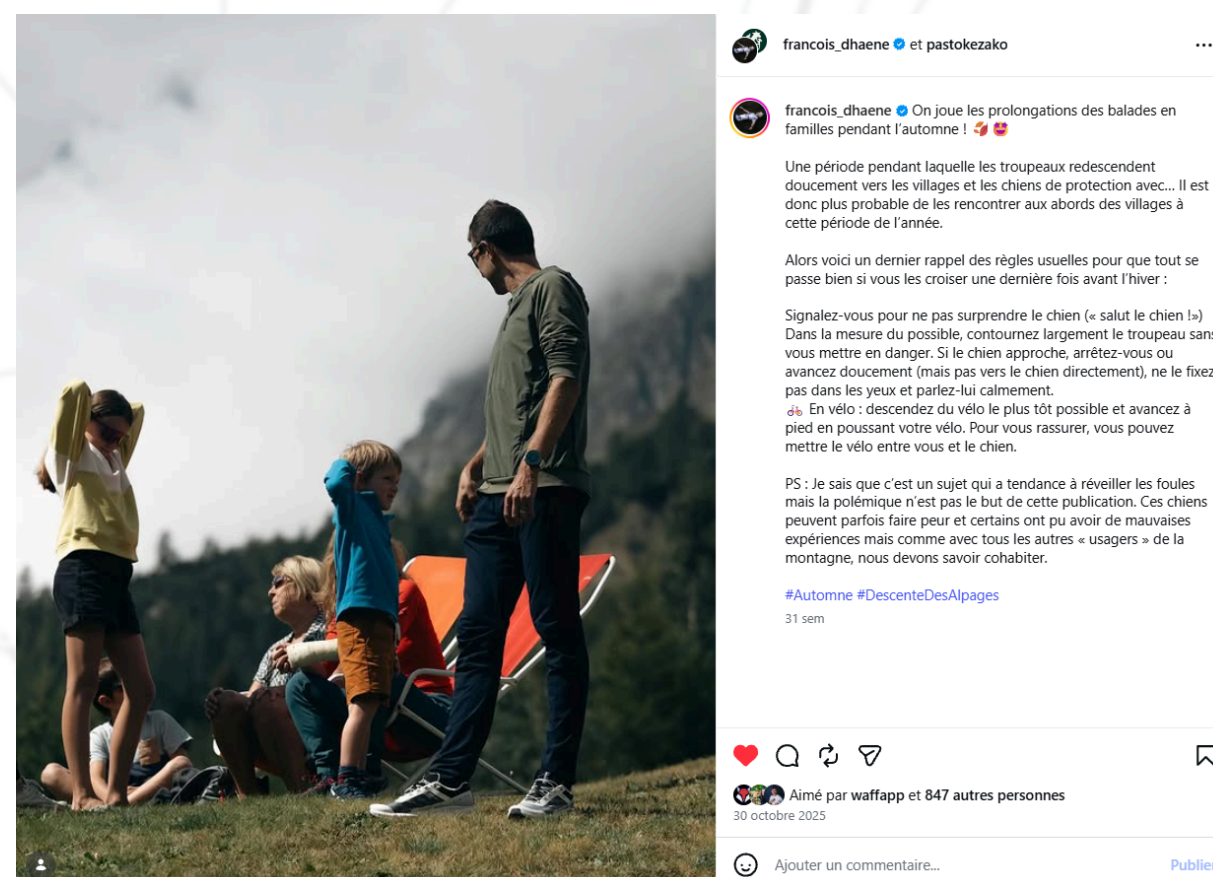 francois_dhaene et pastokezako
francois_dhaene On joue les prolongations des balades en
familles pendant l'automne ! 🍂 🤩
Une période pendant laquelle les troupeaux redescendent
doucement vers les villages et les chiens de protection avec... Il est
donc plus probable de les rencontrer aux abords des villages à
cette période de l'année.
Alors voici un dernier rappel des règles usuelles pour que tout se
passe bien si vous les croiser une dernière fois avant l'hiver :
Signalez-vous pour ne pas surprendre le chien (« salut le chien !»)
Dans la mesure du possible, contournez largement le troupeau sans
vous mettre en danger. Si le chien approche, arrêtez-vous ou
avancez doucement (mais pas vers le chien directement), ne le fixez
pas dans les yeux et parlez-lui calmement.
🚲 En vélo : descendez du vélo le plus tôt possible et avancez à
pied en poussant votre vélo. Pour vous rassurer, vous pouvez
mettre le vélo entre vous et le chien.
PS : Je sais que c'est un sujet qui a tendance à réveiller les foules
mais la polémique n'est pas le but de cette publication. Ces chiens
peuvent parfois faire peur et certains ont pu avoir de mauvaises
expériences mais comme avec tous les autres « usagers » de la
montagne, nous devons savoir cohabiter.
#Automne #DescenteDesAlpages
31 sem
Aimé par waffapp et 847 autres personnes
30 octobre 2025
Ajouter un commentaire...
Publier